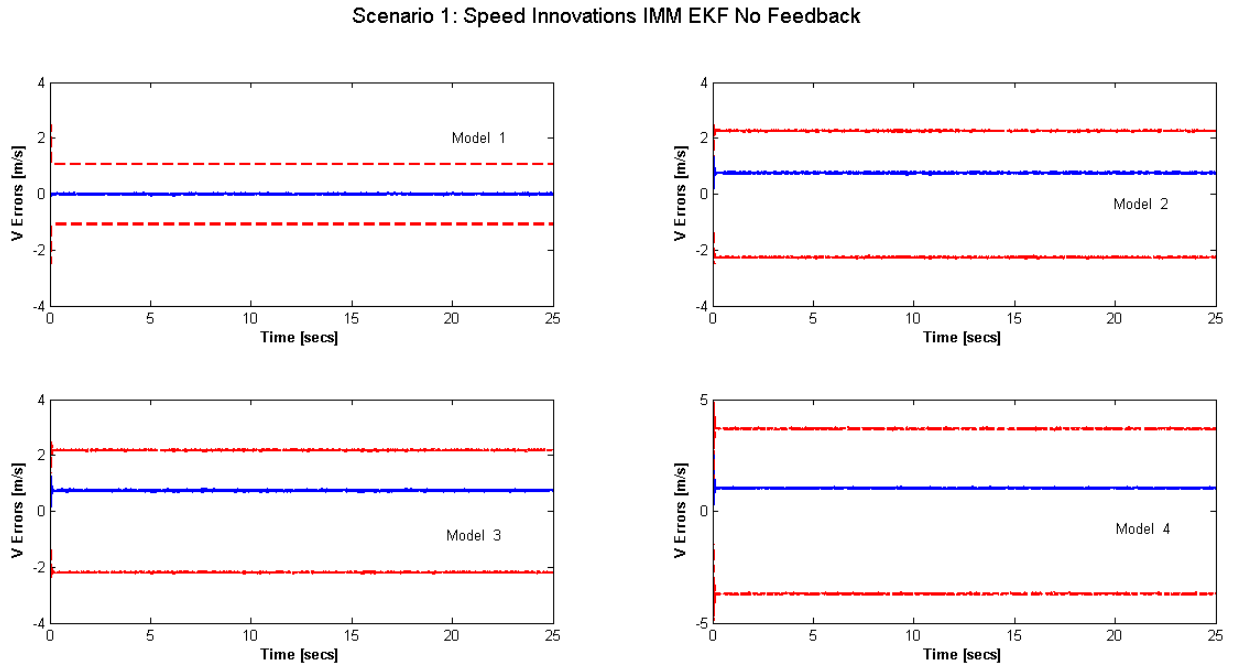 Scenario 1: Speed Innovations IMM EKF No Feedback
V Errors [m/s]
4
2
0
-2
-4
Model 1
0 5 10 15 20 25
Time [secs]
V Errors [m/s]
4
2
0
-2
-4
Model 2
0 5 10 15 20 25
Time [secs]
V Errors [m/s]
4
2
0
-2
-4
Model 3
0 5 10 15 20 25
Time [secs]
V Errors [m/s]
5
0
-5
Model 4
0 5 10 15 20 25
Time [secs]